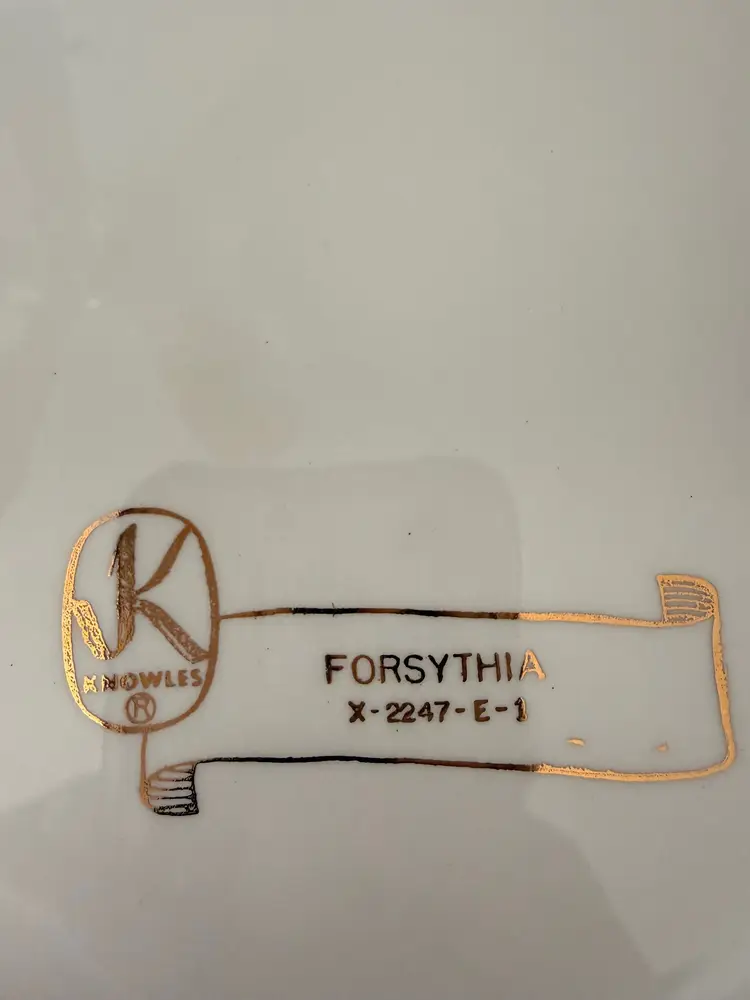 K
KNOWLES
®
FORSYTHIA
X-2247-E-1